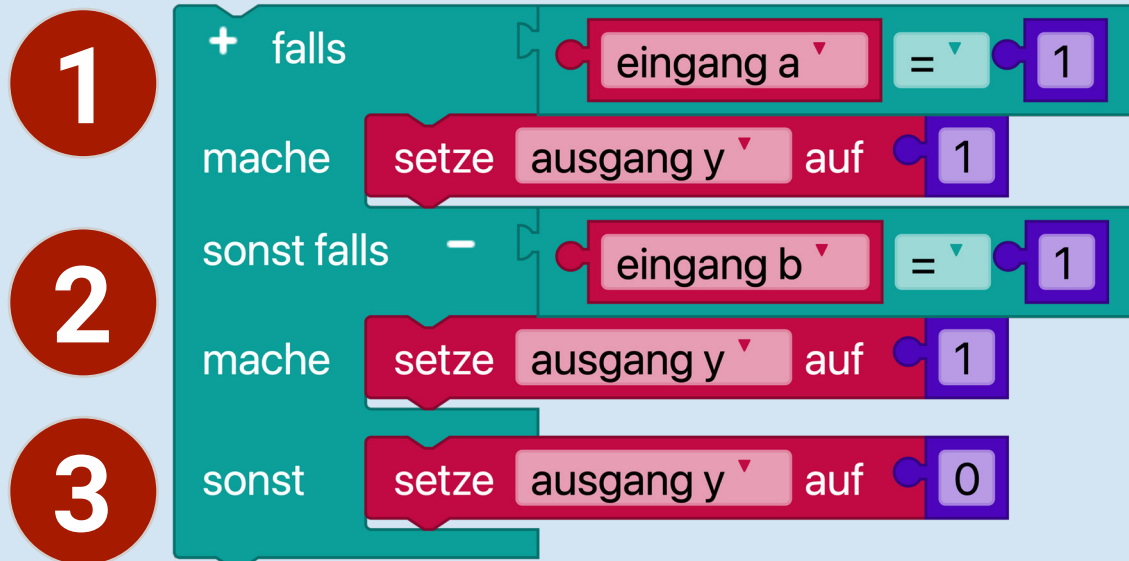 1 + falls eingang a = 1
mache setze ausgang y auf 1
2 sonst falls - eingang b = 1
mache setze ausgang y auf 1
3 sonst setze ausgang y auf 0